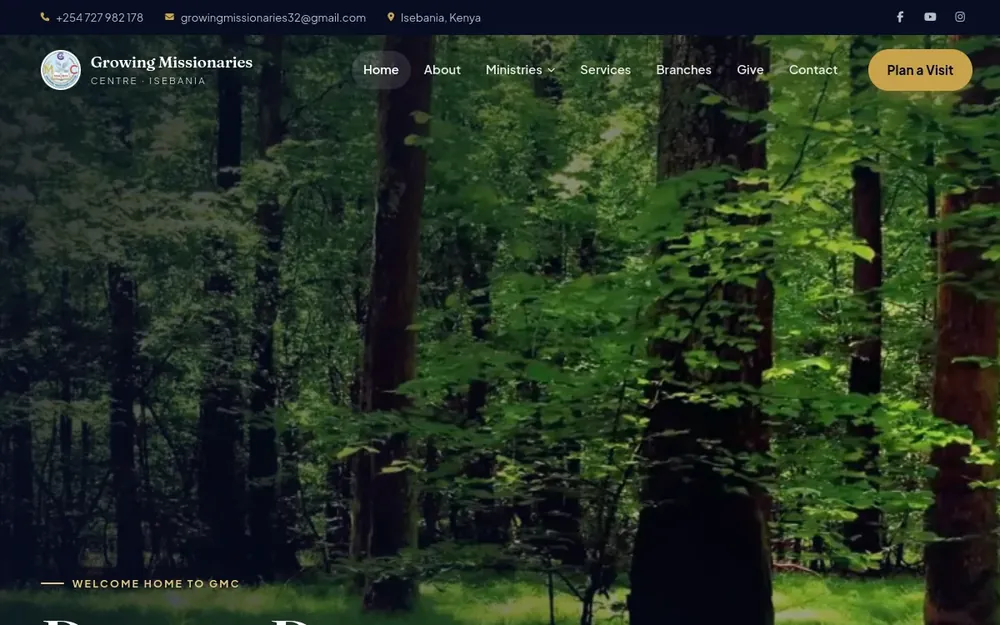 +254 727 982 178
growingmissionaries32@gmail.com
Isebania, Kenya
Growing Missionaries
CENTRE · ISEBANIA
Home
About
Ministries
Services
Branches
Give
Contact
Plan a Visit
WELCOME HOME TO GMC